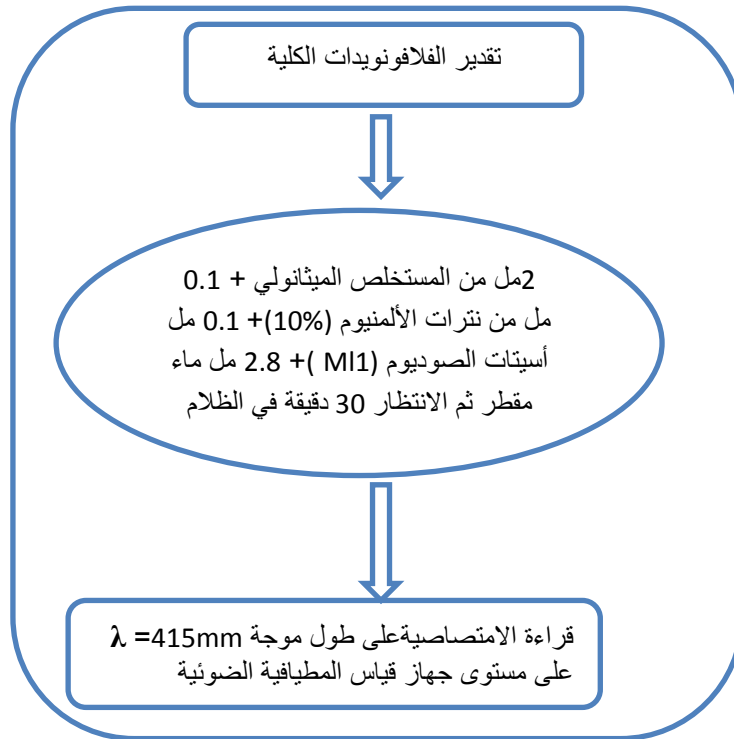 تقدير الفلافونويدات الكلية
2مل من المستخلص الميثانولي + 0.1
مل من نترات الألمنيوم (10%)+ 0.1 مل
أسيتات الصوديوم (Ml1 )+ 2.8 مل ماء
مقطر ثم الانتظار 30 دقيقة في الظلام
قراءة الامتصاصيةعلى طول موجة λ =415mm
على مستوى جهاز قياس المطيافية الضوئية